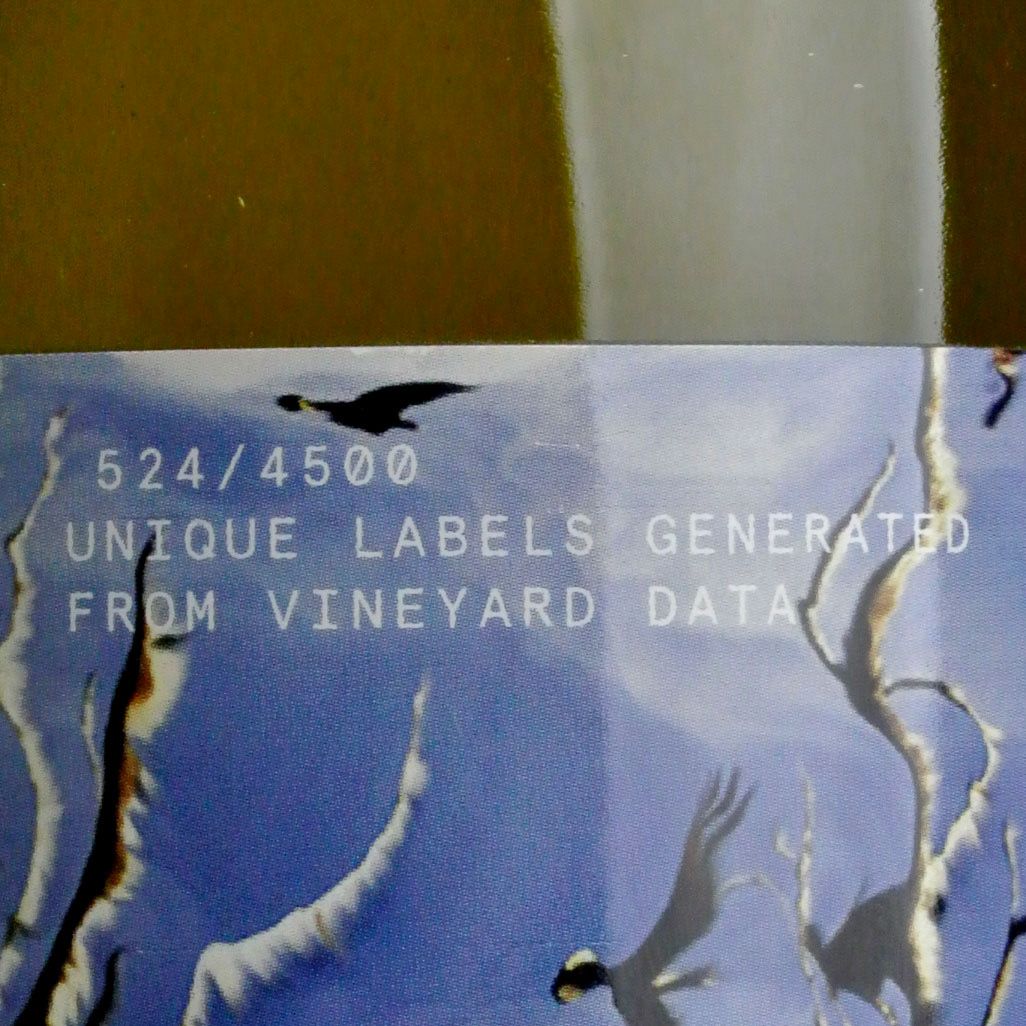 524/4500
UNIQUE LABELS GENERATED
FROM VINEYARD DATA